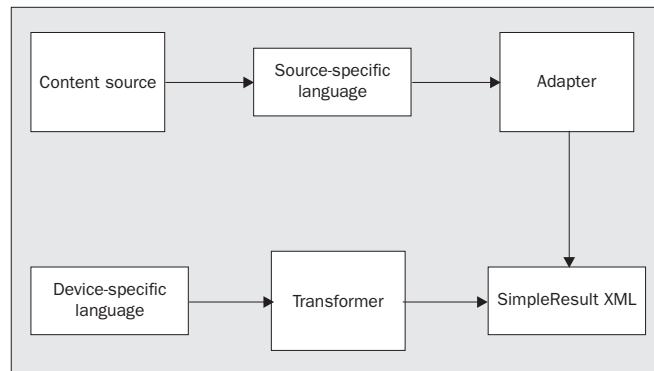 Content source
Source-specific
language
Adapter
Device-specific
language
Transformer
SimpleResult XML